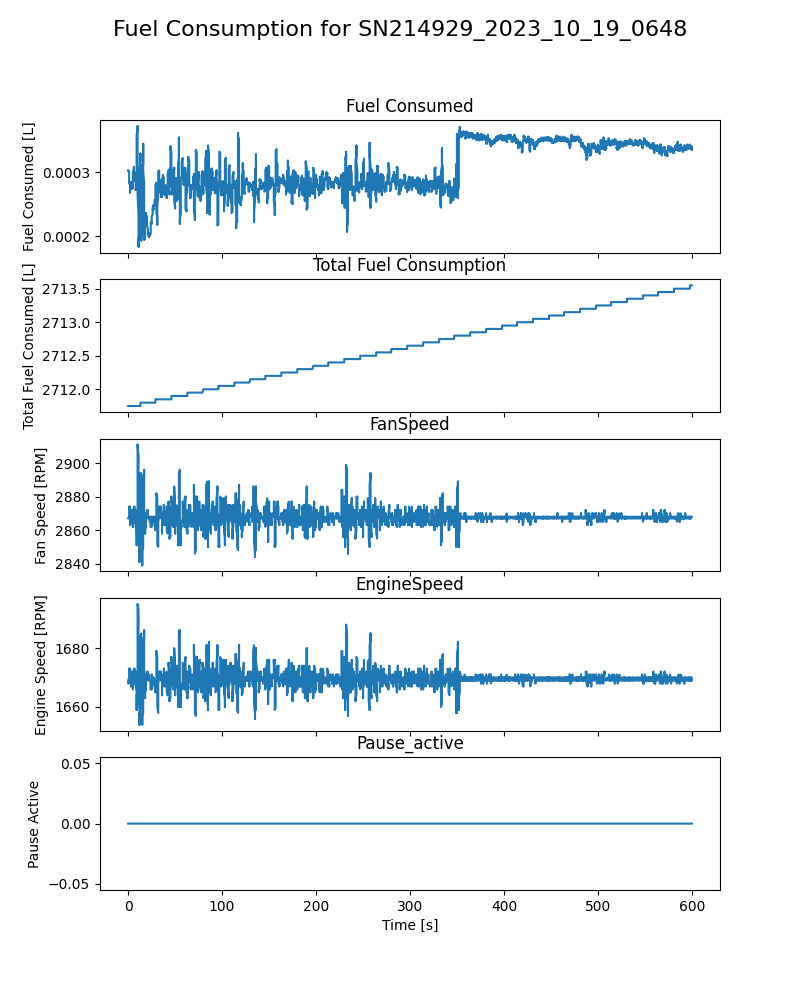 Fuel Consumption for SN214929_2023_10_19_0648
Fuel Consumed
Fuel Consumed [L]
0.0003
0.0002
Total Fuel Consumption
Total Fuel Consumed [L]
2713.5
2713.0
2712.5
2712.0
FanSpeed
Fan Speed [RPM]
2900
2880
2860
2840
EngineSpeed
Engine Speed [RPM]
1680
1660
Pause_active
Pause Active
0.05
0.00
−0.05
0 100 200 300 400 500 600
Time [s]